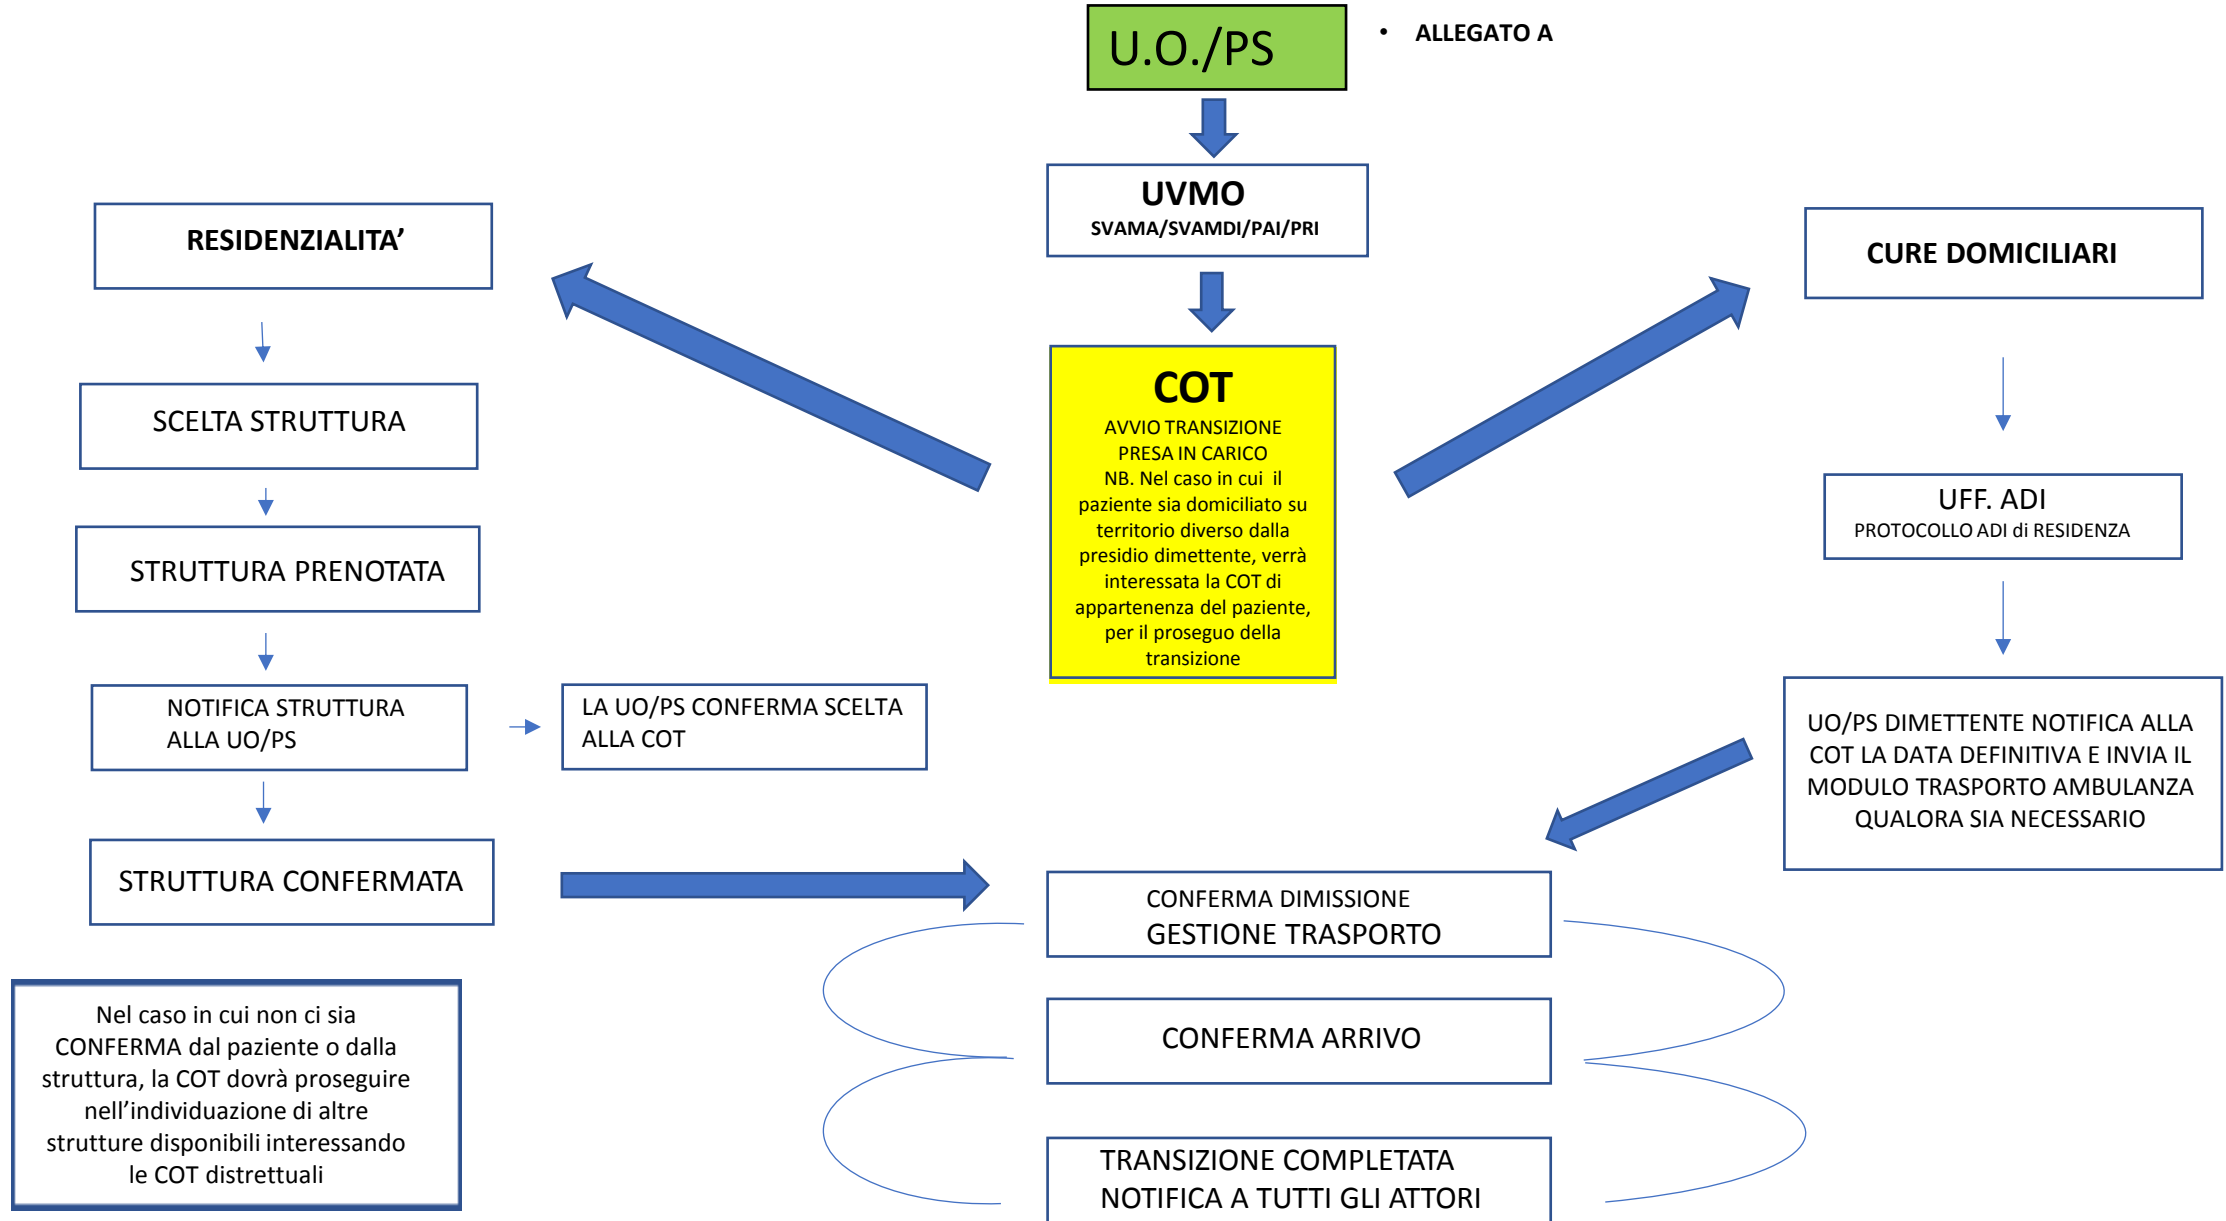 U.O./PS
• ALLEGATO A
UVMO
SVAMA/SVAMDI/PAI/PRI
RESIDENZIALITA’
CURE DOMICILIARI
COT
AVVIO TRANSIZIONE
PRESA IN CARICO
NB. Nel caso in cui il
paziente sia domiciliato su
territorio diverso dalla
presidio dimettente, verrà
interessata la COT di
appartenenza del paziente,
per il proseguo della
transizione
SCELTA STRUTTURA
UFF. ADI
PROTOCOLLO ADI di RESIDENZA
STRUTTURA PRENOTATA
NOTIFICA STRUTTURA
ALLA UO/PS
LA UO/PS CONFERMA SCELTA
ALLA COT
UO/PS DIMETTENTE NOTIFICA ALLA
COT LA DATA DEFINITIVA E INVIA IL
MODULO TRASPORTO AMBULANZA
QUALORA SIA NECESSARIO
STRUTTURA CONFERMATA
CONFERMA DIMISSIONE
GESTIONE TRASPORTO
Nel caso in cui non ci sia
CONFERMA dal paziente o dalla
struttura, la COT dovrà proseguire
nell’individuazione di altre
strutture disponibili interessando
le COT distrettuali
CONFERMA ARRIVO
TRANSIZIONE COMPLETATA
NOTIFICA A TUTTI GLI ATTORI